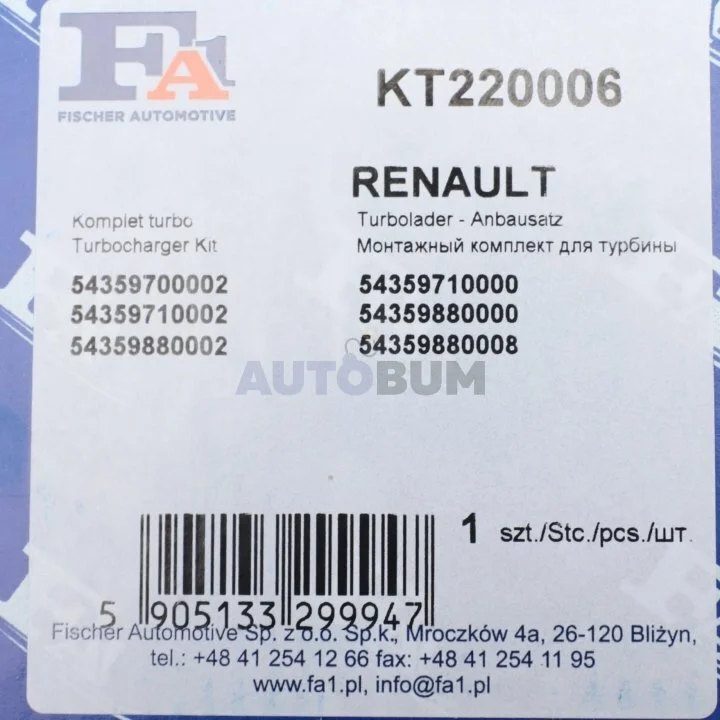 FA1
FISCHER AUTOMOTIVE
KT220006
RENAULT
Komplet turbo
Turbocharger Kit
Turbolader - Anbausatz
Монтажный комплект для турбины
54359700002
54359710002
54359880002
54359710000
54359880000
54359880008
AUTOBUM
1 szt./Stc./pcs./шт.
5 905133 299947
Fischer Automotive Sp. z o.o. Sp.k., Mroczków 4a, 26-120 Bliżyn,
tel.: +48 41 254 12 66 fax: +48 41 254 11 95
www.fa1.pl, info@fa1.pl